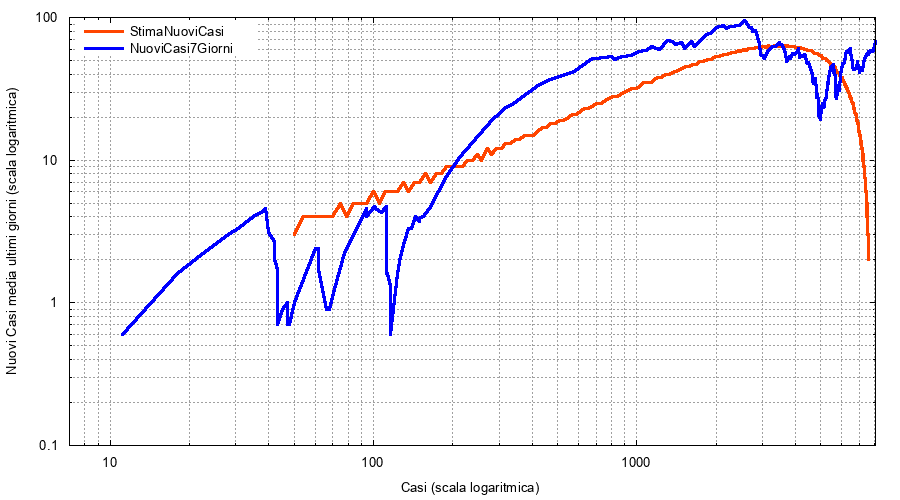 100
StimaNuoviCasi
NuoviCasi7Giorni
10
1
0.1
10 100 1000
Nuovi Casi media ultimi giorni (scala logaritmica)
Casi (scala logaritmica)